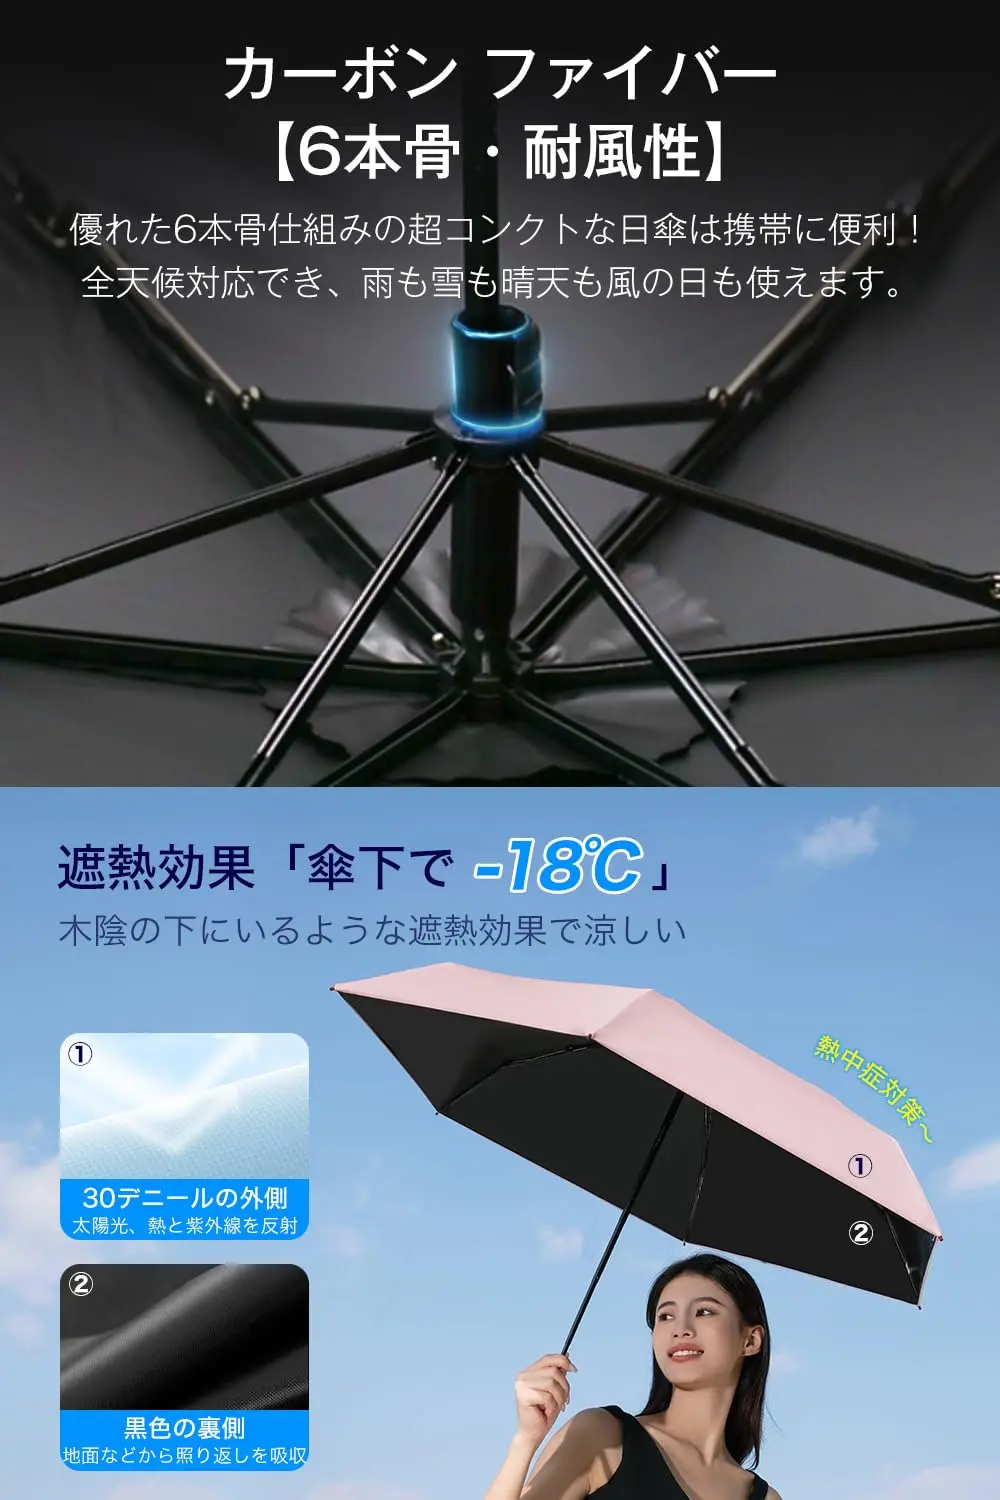 カーボン ファイバー
【6本骨・耐風性】
優れた6本骨仕組みの超コンクトな日傘は携帯に便利！
全天候対応でき、雨も雪も晴天も風の日も使えます。
遮熱効果「傘下で -18℃」
木陰の下にいるような遮熱効果で涼しい
熱中症対策～
①
30デニールの外側
太陽光、熱と紫外線を反射
①
②
②
黒色の裏側
地面などから照り返しを吸収